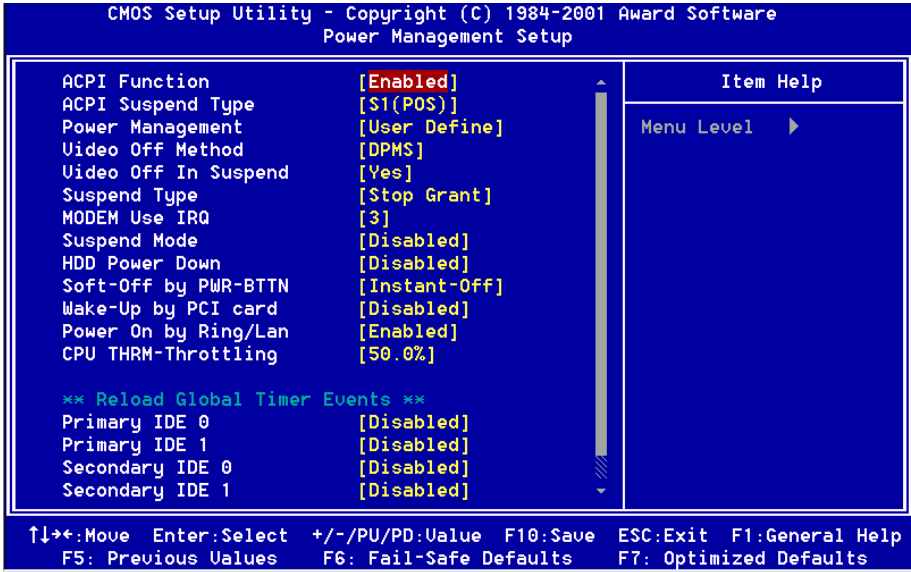 CMOS Setup Utility - Copyright (C) 1984-2001 Award Software
Power Management Setup
ACPI Function [Enabled]
ACPI Suspend Type [S1(POS)]
Power Management [User Define]
Video Off Method [DPMS]
Video Off In Suspend [Yes]
Suspend Type [Stop Grant]
MODEM Use IRQ [3]
Suspend Mode [Disabled]
HDD Power Down [Disabled]
Soft-Off by PWR-BTTN [Instant-Off]
Wake-Up by PCI card [Disabled]
Power On by Ring/Lan [Enabled]
CPU THRM-Throttling [50.0%]
** Reload Global Timer Events **
Primary IDE 0 [Disabled]
Primary IDE 1 [Disabled]
Secondary IDE 0 [Disabled]
Secondary IDE 1 [Disabled]
Item Help
Menu Level
↑↓→←:Move Enter:Select +/-/PU/PD:Value F10:Save ESC:Exit F1:General Help
F5: Previous Values F6: Fail-Safe Defaults F7: Optimized Defaults